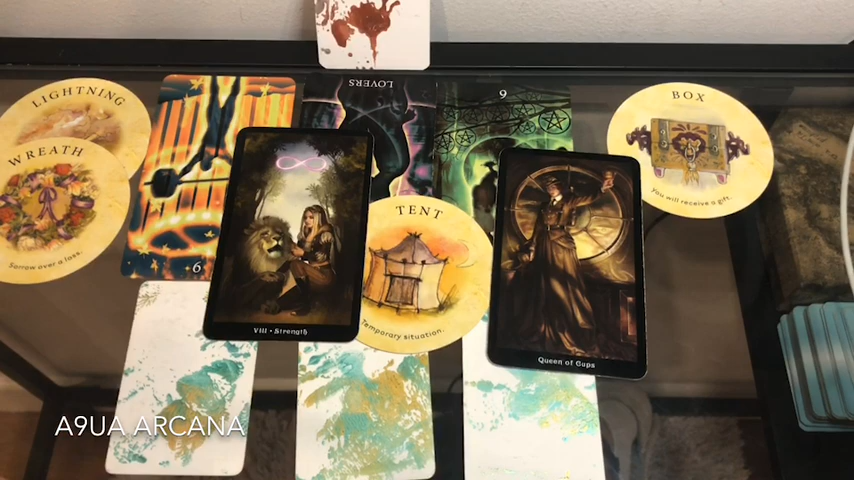 LIGHTNING
WREATH
Sorrow over a loss.
6
LOVERS
9
BOX
You will receive a gift.
TENT
Temporary situation.
VIII • Strength
Queen of Cups
A9UA ARCANA